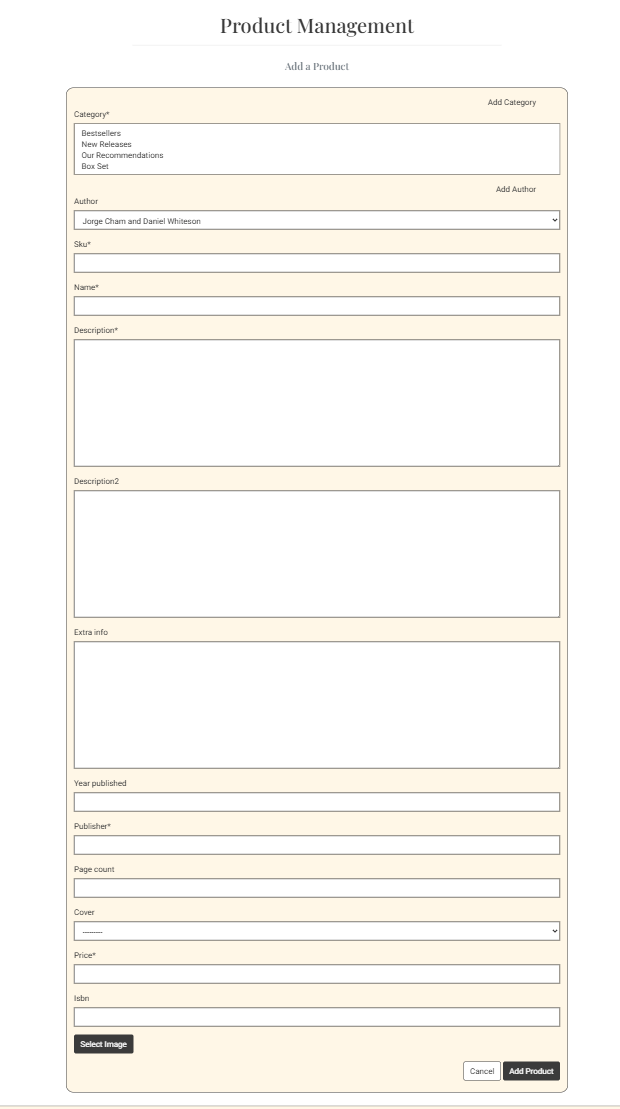 Product Management
Add a Product
Add Category
Category*
Bestsellers
New Releases
Our Recommendations
Box Set
Add Author
Author
Jorge Cham and Daniel Whiteson
Sku*
Name*
Description*
Description2
Extra info
Year published
Publisher*
Page count
Cover
---------
Price*
Isbn
Select Image
Cancel Add Product